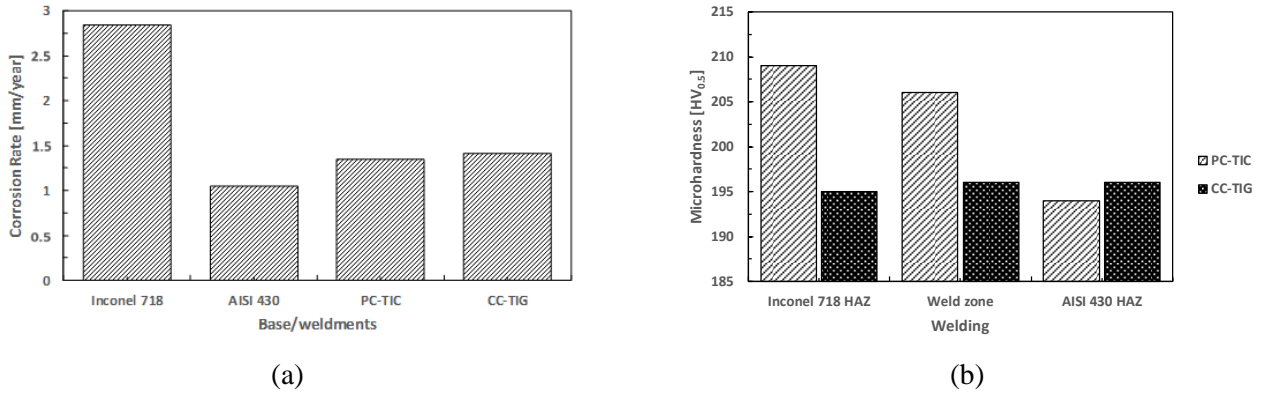 Corrosion Rate [mm/year]
3
2.5
2
1.5
1
0.5
0
Inconel 718 AISI 430 PC-TIC CC-TIG
Base/weldments
(a)
Microhardness [HV0.5]
210
205
200
195
190
185
Inconel 718 HAZ Weld zone AISI 430 HAZ
Welding
PC-TIC
CC-TIG
(b)